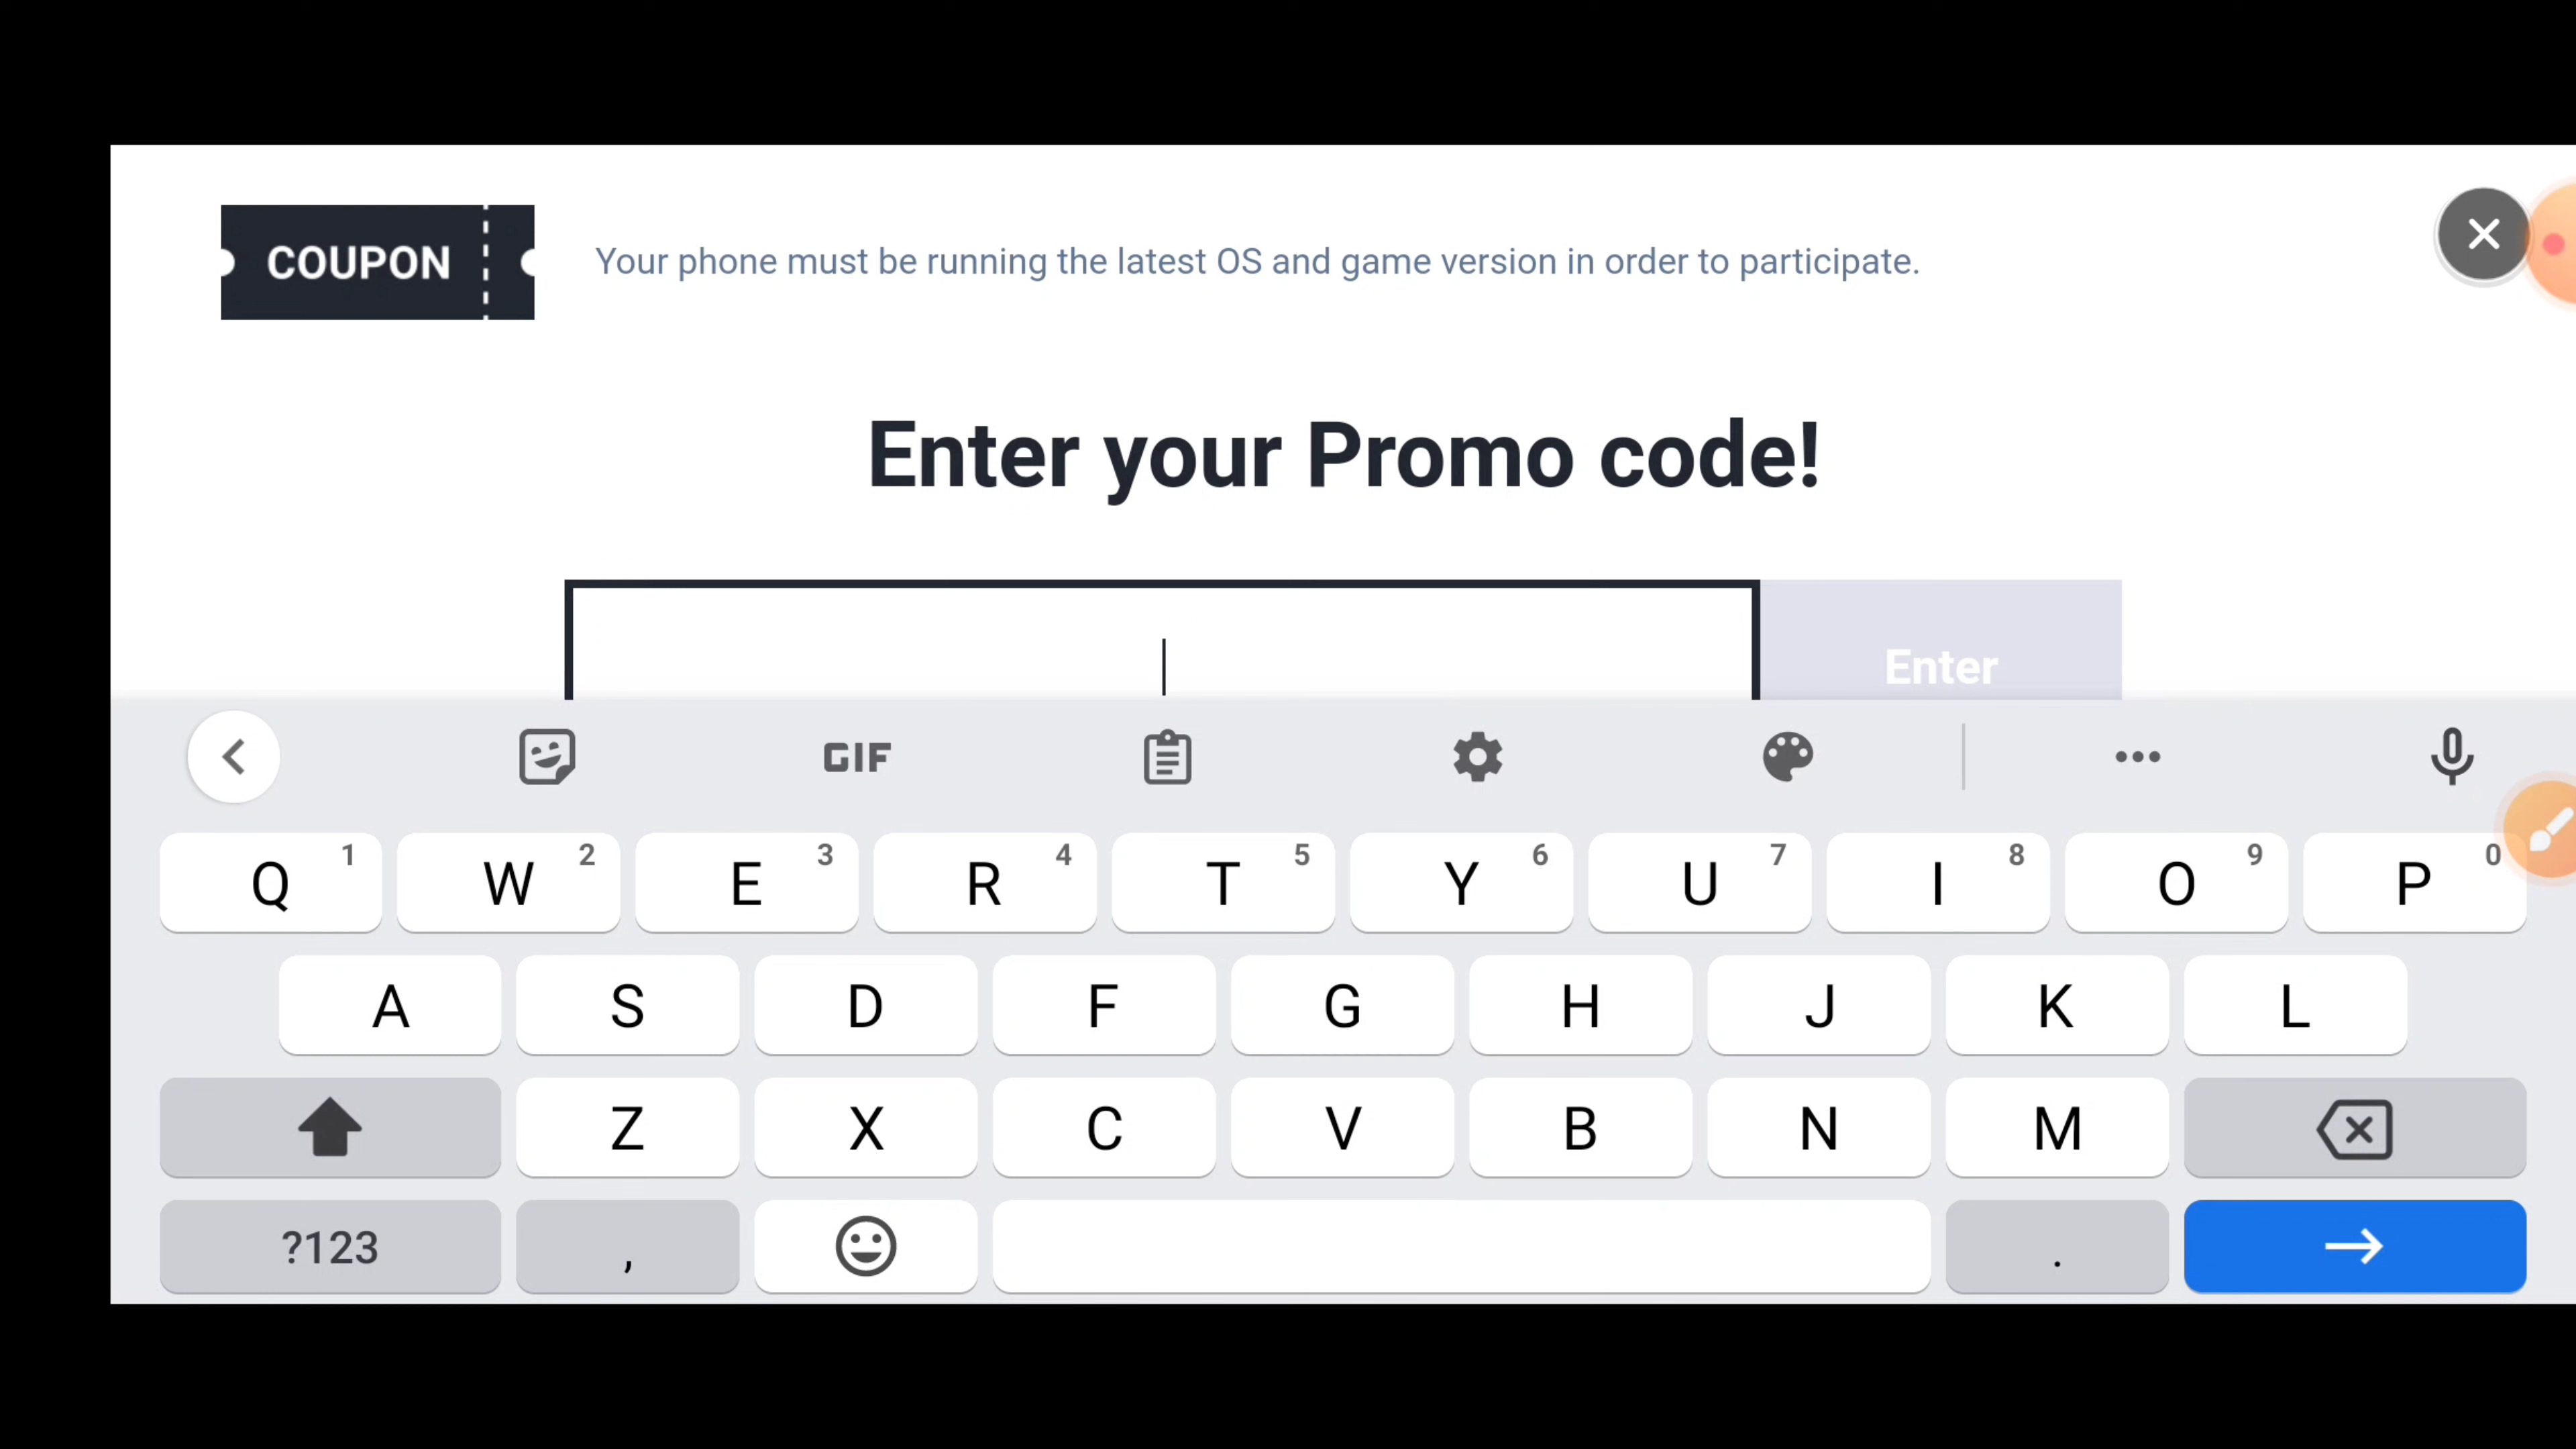 COUPON
Your phone must be running the latest OS and game version in order to participate.
Enter your Promo code!
Enter
GIF
Q 1 W 2 E 3 R 4 T 5 Y 6 U 7 I 8 O 9 P 0
A S D F G H J K L
Z X C V B N M
?123 , .